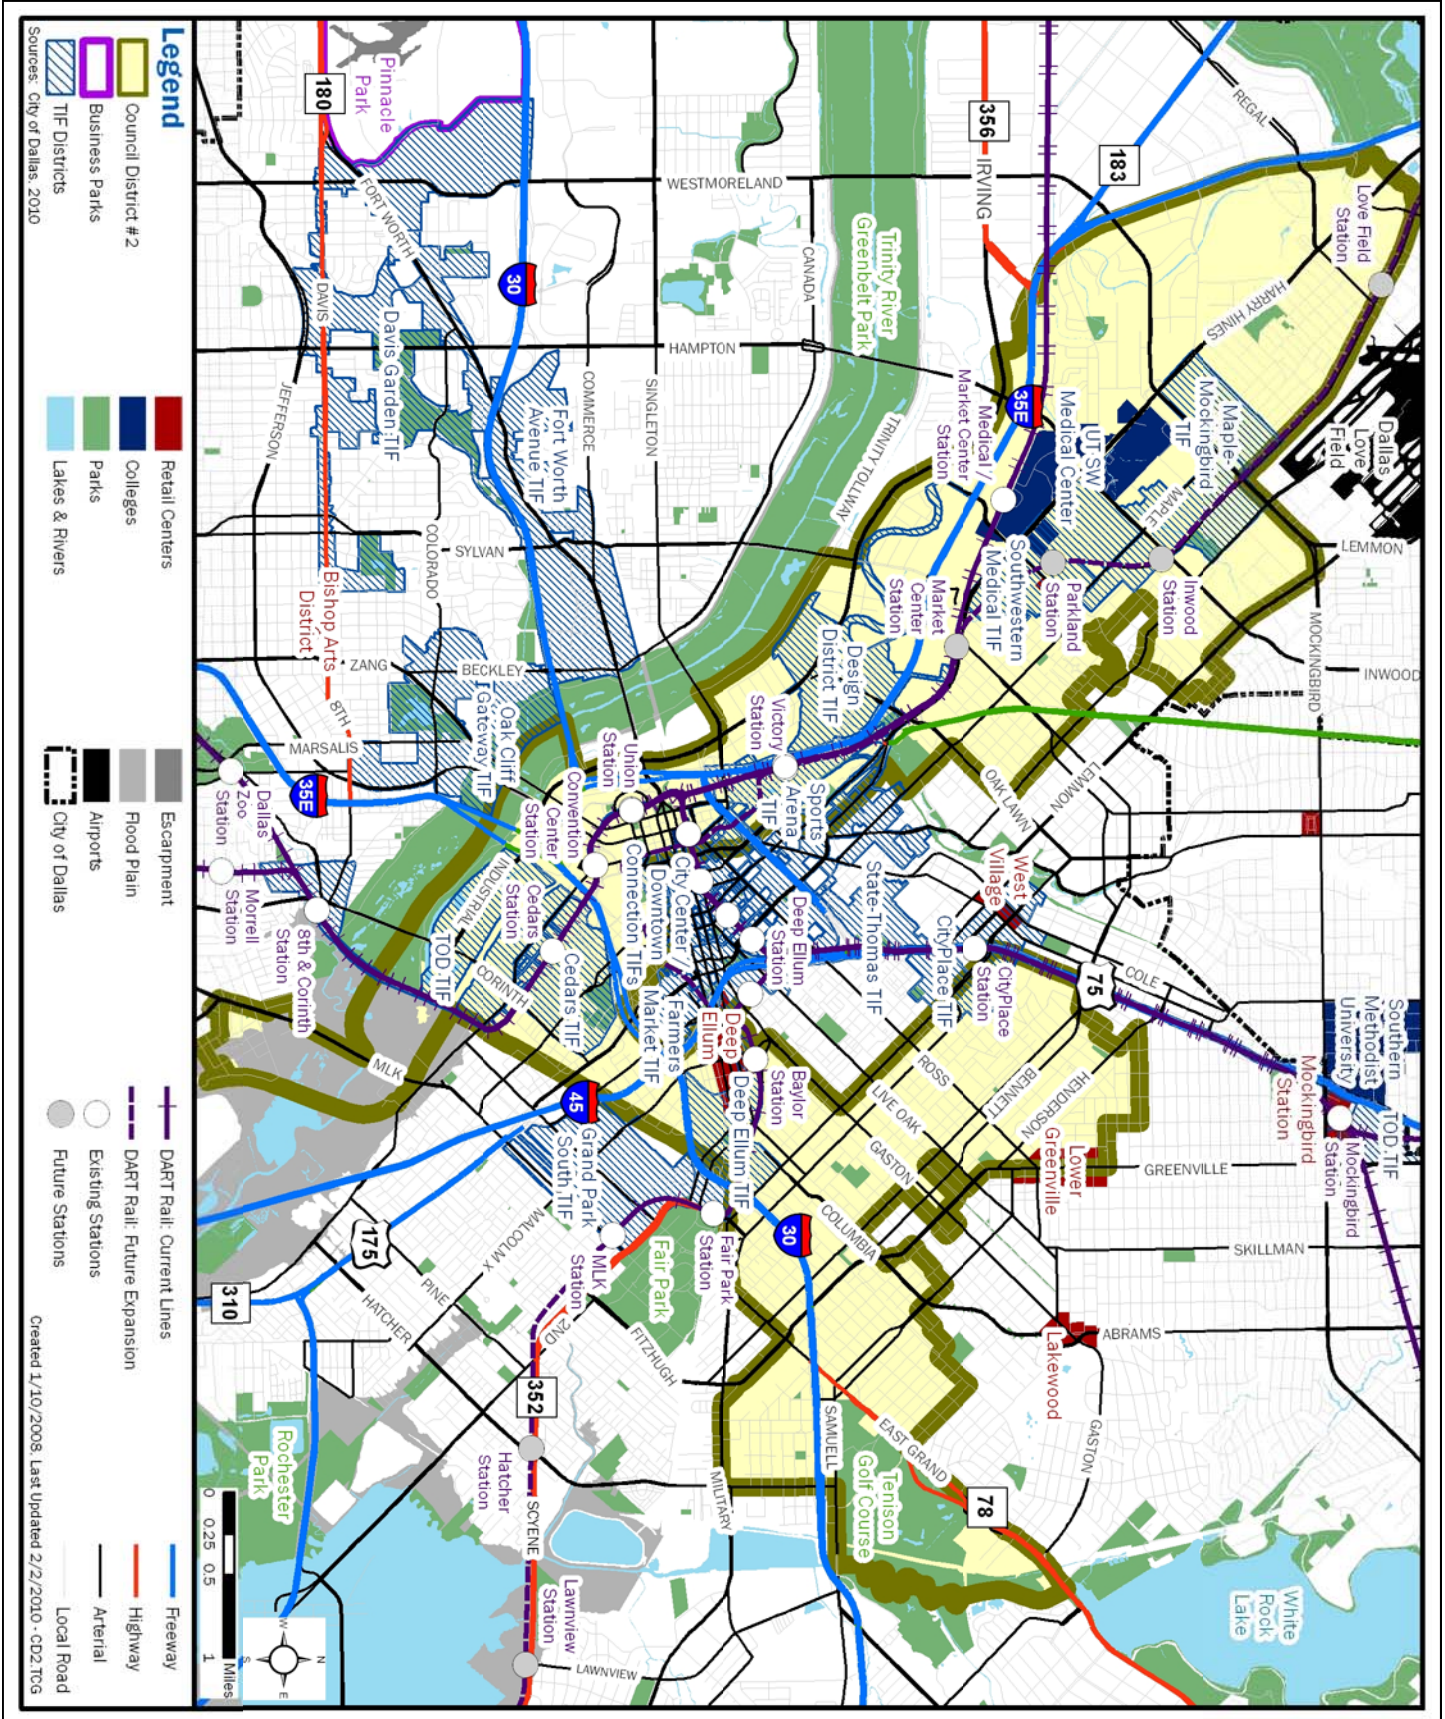 Legend
Council District #2
Business Parks
TIF Districts
Sources: City of Dallas, 2010
Retail Centers
Colleges
Parks
Lakes & Rivers
Escarpment
Flood Plain
Airports
City of Dallas
DART Rail: Current Lines
DART Rail: Future Expansion
Existing Stations
Future Stations
Freeway
Highway
Arterial
Local Road
Created 1/10/2008, Last Updated 2/2/2010 - CD2.TCG
0 0.25 0.5 1
Miles
N
E
S
W
REGAL
Love Field
Station
183
356
IRVING
HARRY HINES
Dallas
Love
Field
Maple
Mockingbird
TIF
MAPLE
LEMMON
MOCKINGBIRD
INWOOD
Inwood
Station
Parkland
Station
UT-SW
Medical Center
Southwestern
Medical TIF
35E
Medical /
Market Center
Station
Market
Center
Station
WESTMORELAND
Trinity River
Greenbelt Park
CANADA
HAMPTON
SINGLETON
COMMERCE
TRINITY TOLLWAY
Pinnacle
Park
180
FORT WORTH
30
DAVIS
Davis Garden TIF
Fort Worth
Avenue TIF
JEFFERSON
COLORADO
SYLVAN
Bishop Arts
District
ZANG
BECKLEY
8TH
MARSALIS
Oak Cliff
Gateway TIF
35E
Dallas
Zoo
Station
Morrell
Station
8th & Corinth
Station
Design
District TIF
Victory
Station
Sports
Arena
TIF
OAK LAWN
LEMMON
West
Village
State-Thomas TIF
CityPlace TIF
CityPlace
Station
75
COLE
Southern
Methodist
University
Mockingbird
Station
TOD TIF
Mockingbird
Station
Union
Station
Convention
Center
Station
City Center /
Downtown
Connection TIFs
Deep Ellum
Station
Cedars
Station
INDUSTRIAL
Cedars TIF
CORINTH
TOD TIF
Farmers
Market TIF
Deep
Ellum
Deep Ellum TIF
Baylor
Station
ROSS
LIVE OAK
BENNETT
HENDERSON
GASTON
COLUMBIA
Lower
Greenville
GREENVILLE
SKILLMAN
ABRAMS
Lakewood
GASTON
MLK
45
Grand Park
South TIF
MALCOLM X
MLK
Station
Fair Park
Fair Park
Station
30
175
310
PINE
HATCHER
2ND
FITZHUGH
352
Hatcher
Station
SCYENE
Lawnview
Station
LAWNVIEW
Rochester
Park
MILITARY
SAMUELL
EAST GRAND
Tenison
Golf Course
78
White
Rock
Lake